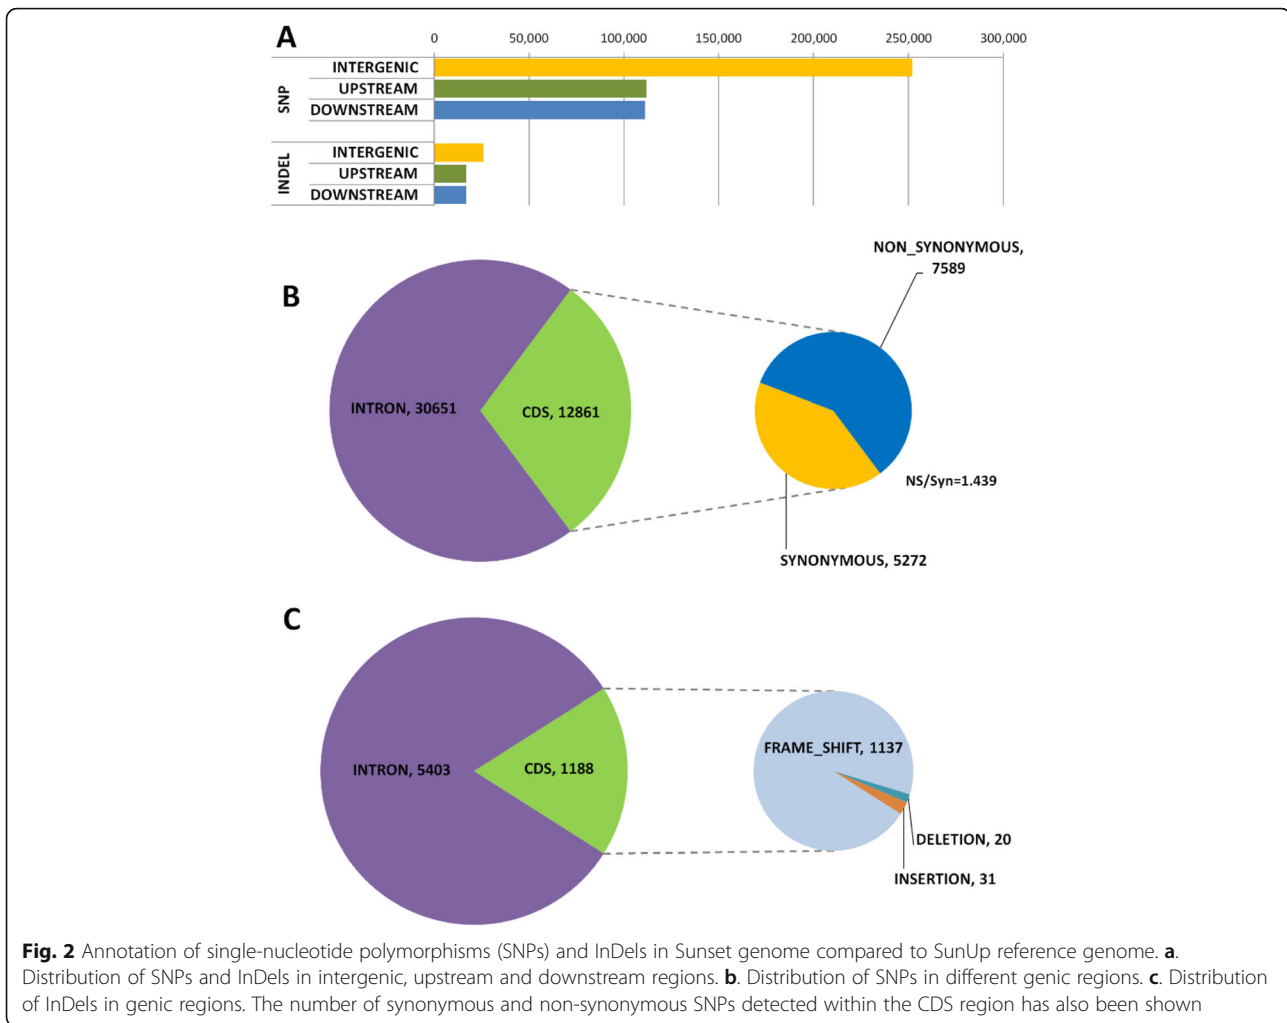 A
0 50,000 100,000 150,000 200,000 250,000 300,000
SNP
INTERGENIC
UPSTREAM
DOWNSTREAM
INDEL
INTERGENIC
UPSTREAM
DOWNSTREAM
B
INTRON, 30651
CDS, 12861
NON_SYNONYMOUS,
7589
NS/Syn=1.439
SYNONYMOUS, 5272
C
INTRON, 5403
CDS, 1188
FRAME_SHIFT, 1137
DELETION, 20
INSERTION, 31
Fig. 2 Annotation of single-nucleotide polymorphisms (SNPs) and InDels in Sunset genome compared to SunUp reference genome. a.
Distribution of SNPs and InDels in intergenic, upstream and downstream regions. b. Distribution of SNPs in different genic regions. c. Distribution
of InDels in genic regions. The number of synonymous and non-synonymous SNPs detected within the CDS region has also been shown